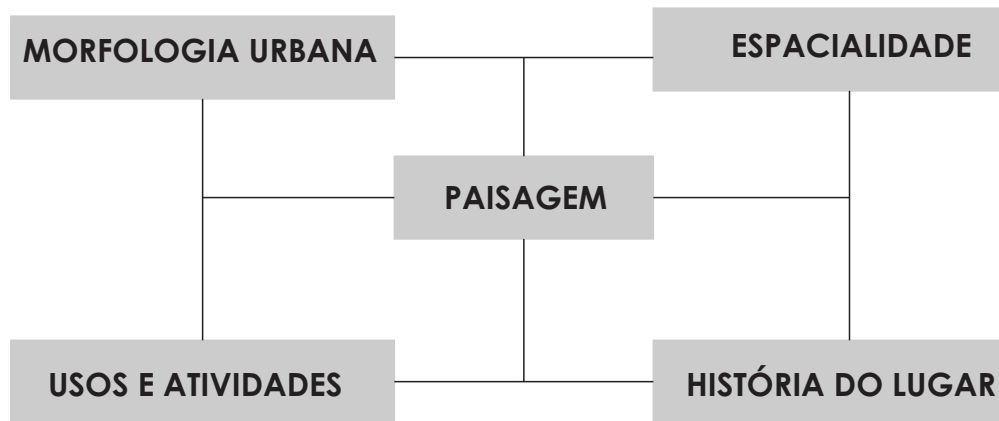 MORFOLOGIA URBANA
ESPACIALIDADE
PAISAGEM
USOS E ATIVIDADES
HISTÓRIA DO LUGAR